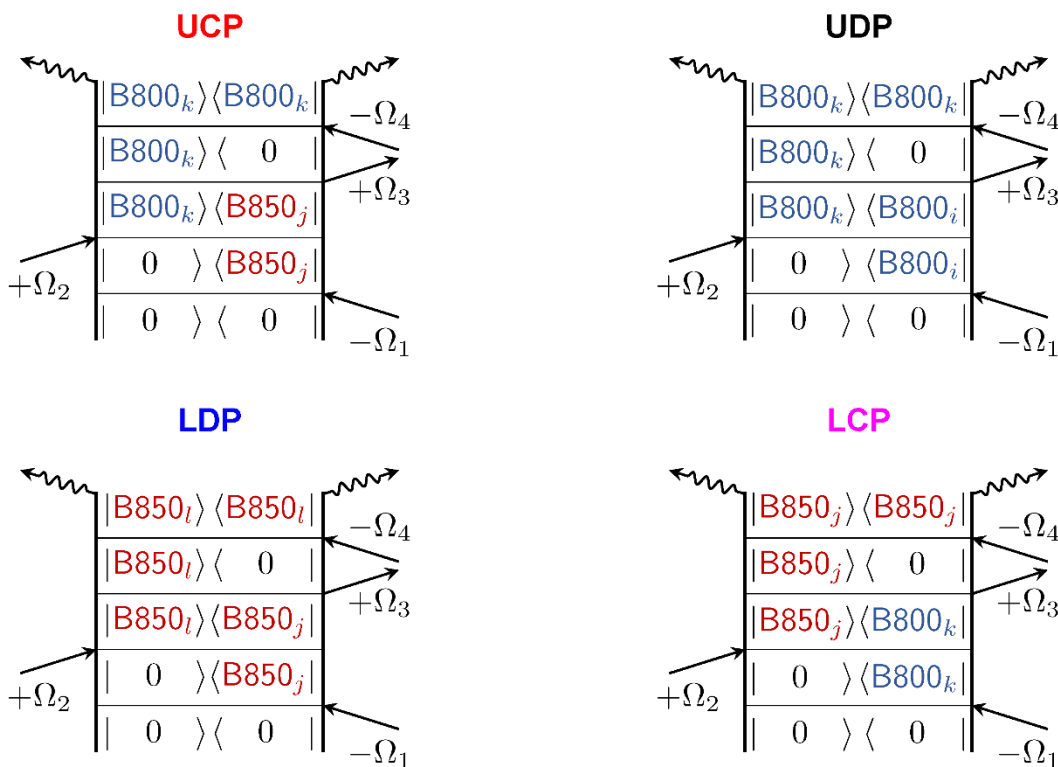 UCP
|B800k⟩⟨B800k|
−Ω4
|B800k⟩⟨ 0 |
+Ω3
|B800k⟩⟨B850j|
| 0 ⟩⟨B850j|
+Ω2
| 0 ⟩⟨ 0 |
−Ω1
UDP
|B800k⟩⟨B800k|
−Ω4
|B800k⟩⟨ 0 |
+Ω3
|B800k⟩⟨B800i|
| 0 ⟩⟨B800i|
+Ω2
| 0 ⟩⟨ 0 |
−Ω1
LDP
|B850l⟩⟨B850l|
−Ω4
|B850l⟩⟨ 0 |
+Ω3
|B850l⟩⟨B850j|
| 0 ⟩⟨B850j|
+Ω2
| 0 ⟩⟨ 0 |
−Ω1
LCP
|B850j⟩⟨B850j|
−Ω4
|B850j⟩⟨ 0 |
+Ω3
|B850j⟩⟨B800k|
| 0 ⟩⟨B800k|
+Ω2
| 0 ⟩⟨ 0 |
−Ω1